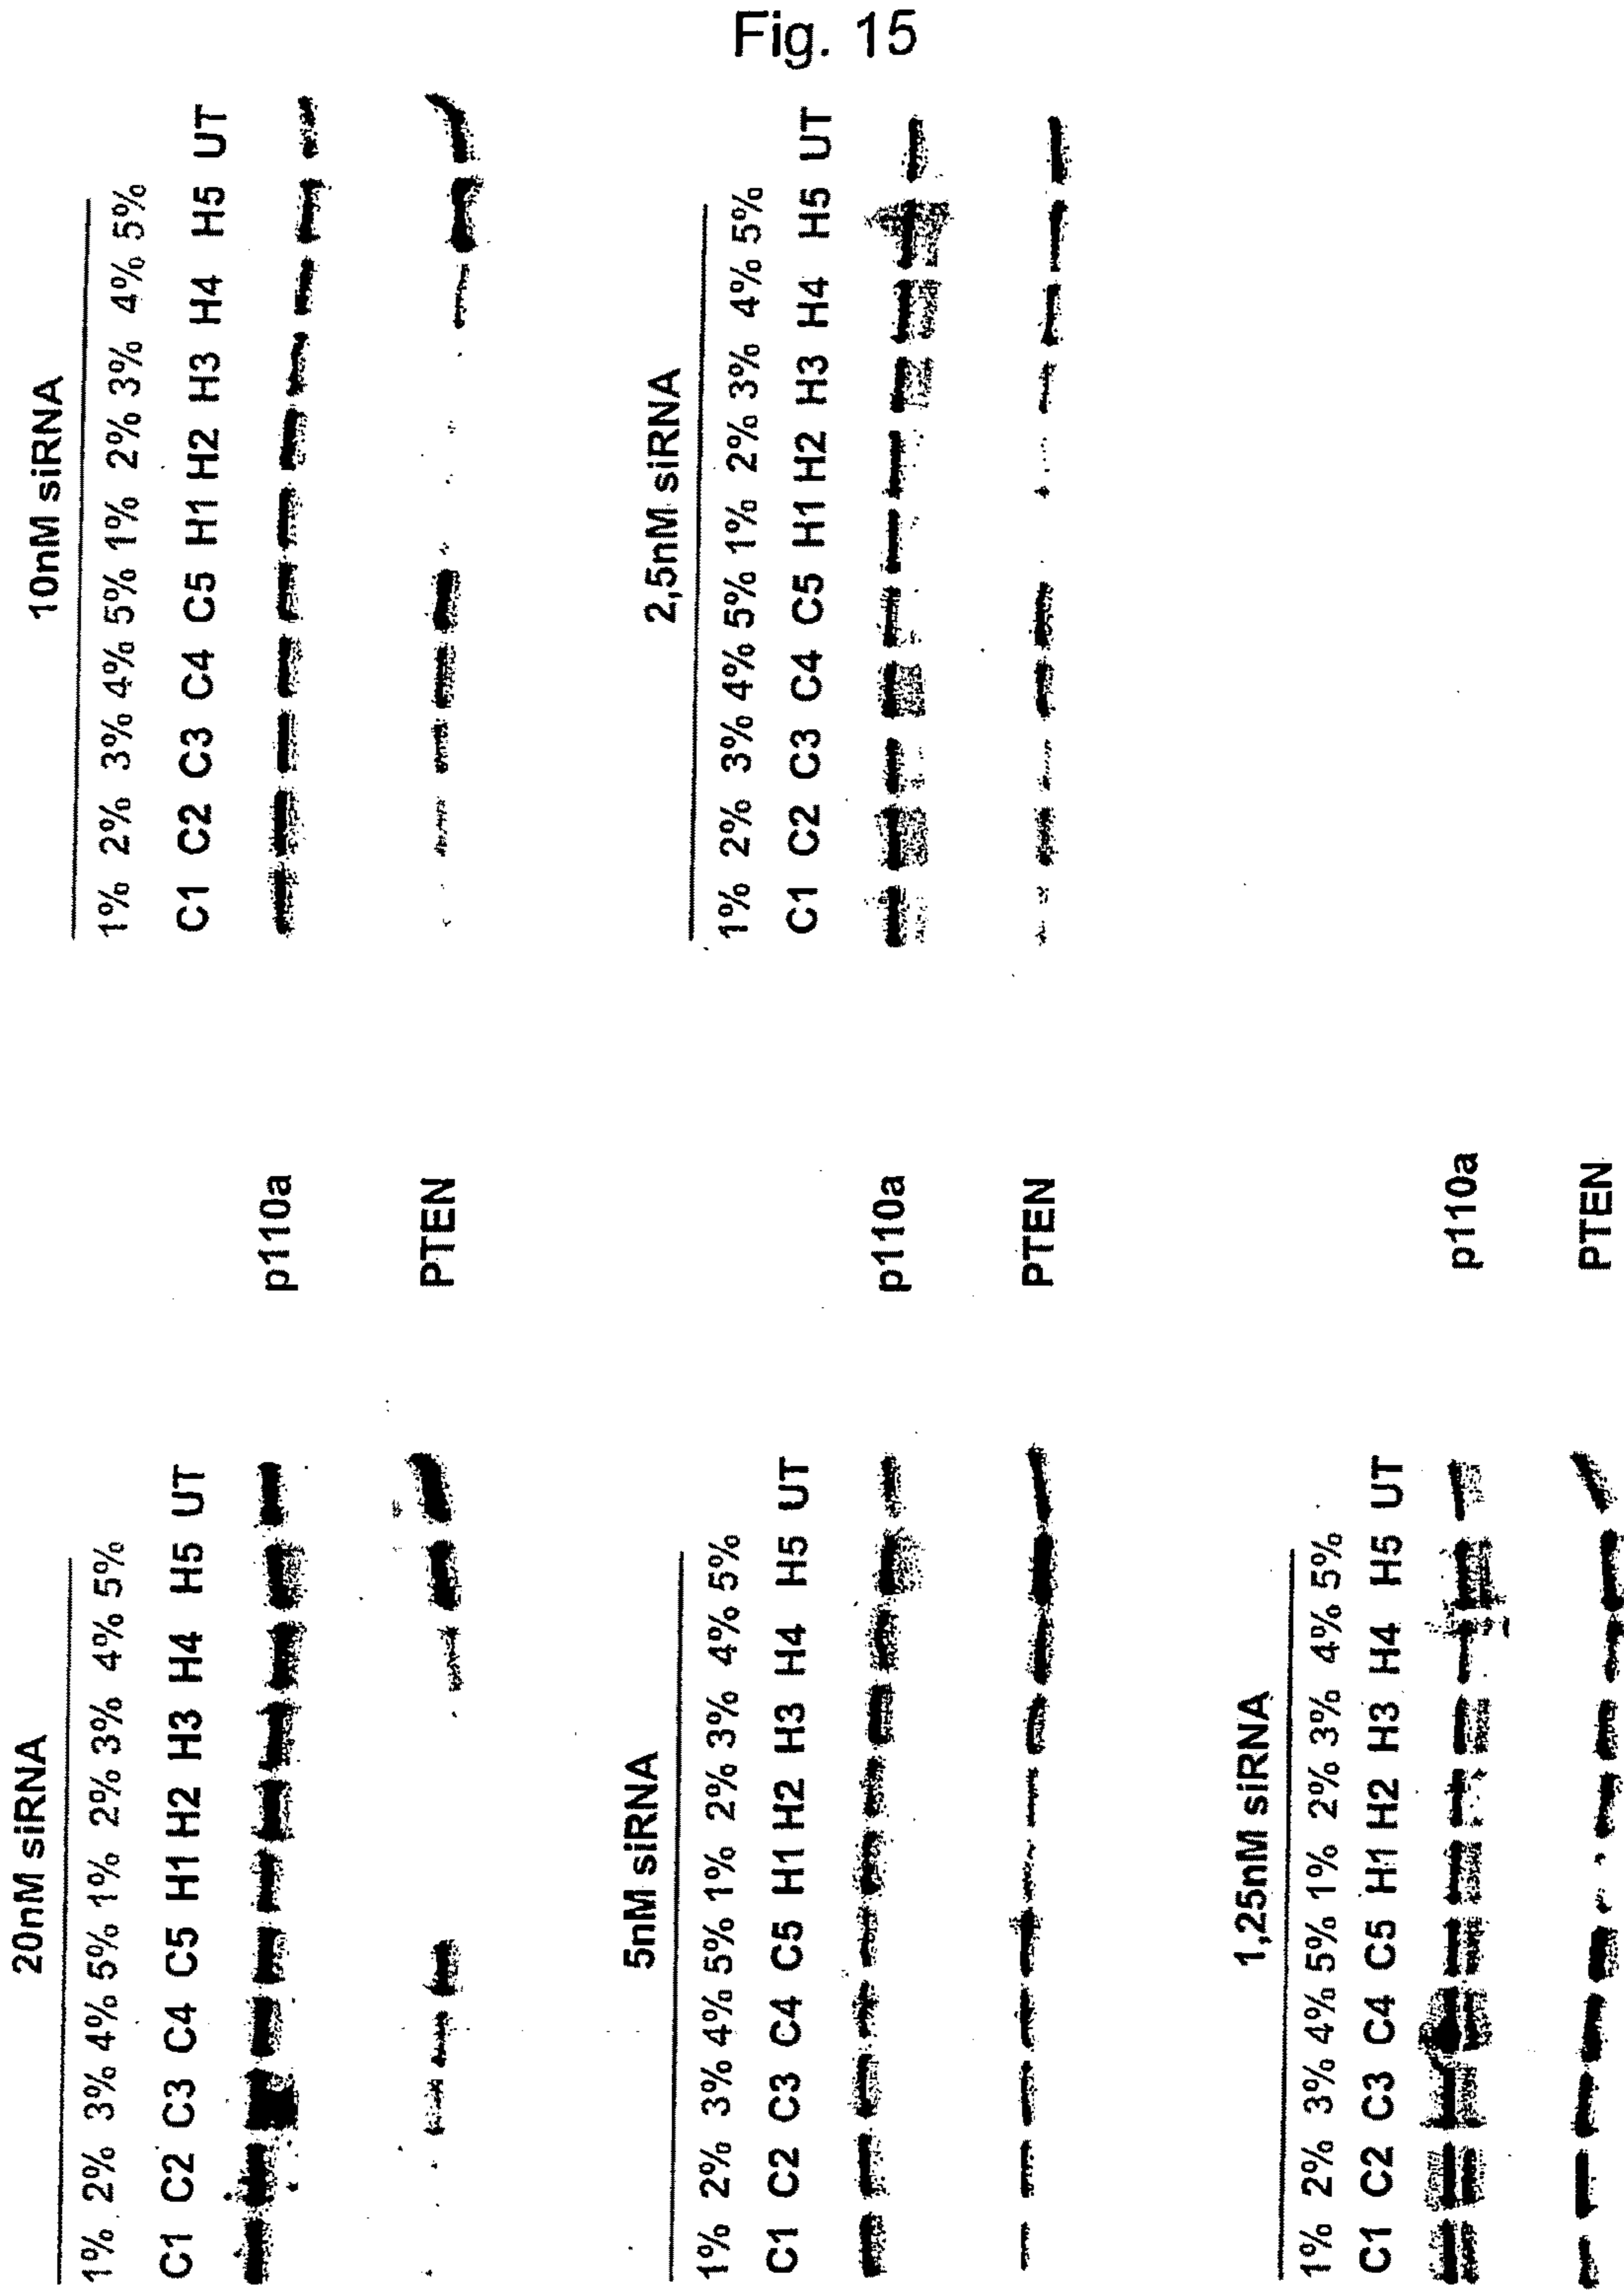 Fig. 15
20nM siRNA
1% 2% 3% 4% 5% 1% 2% 3% 4% 5%
C1 C2 C3 C4 C5 H1 H2 H3 H4 H5 UT
p110a
PTEN
10nM siRNA
1% 2% 3% 4% 5% 1% 2% 3% 4% 5%
C1 C2 C3 C4 C5 H1 H2 H3 H4 H5 UT
5nM siRNA
1% 2% 3% 4% 5% 1% 2% 3% 4% 5%
C1 C2 C3 C4 C5 H1 H2 H3 H4 H5 UT
p110a
PTEN
2,5nM siRNA
1% 2% 3% 4% 5% 1% 2% 3% 4% 5%
C1 C2 C3 C4 C5 H1 H2 H3 H4 H5 UT
1,25nM siRNA
1% 2% 3% 4% 5% 1% 2% 3% 4% 5%
C1 C2 C3 C4 C5 H1 H2 H3 H4 H5 UT
p110a
PTEN